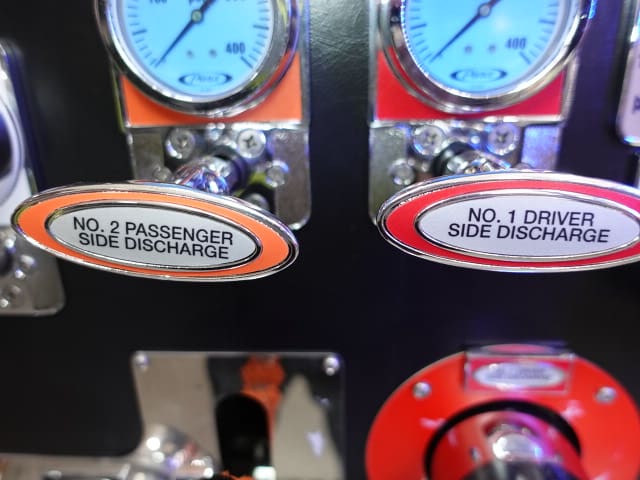 400
400
NO. 2 PASSENGER
SIDE DISCHARGE
NO. 1 DRIVER
SIDE DISCHARGE